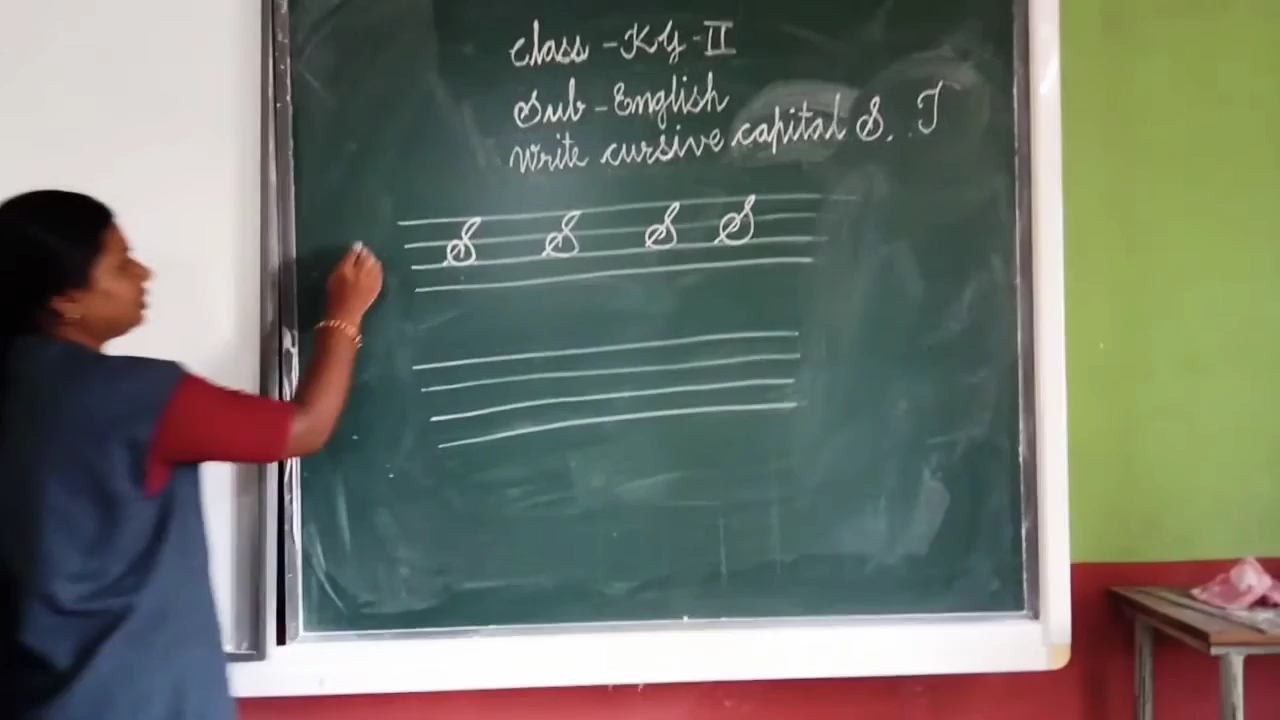 class - KG - II
Sub - English
Write cursive capital S, T
S S S S